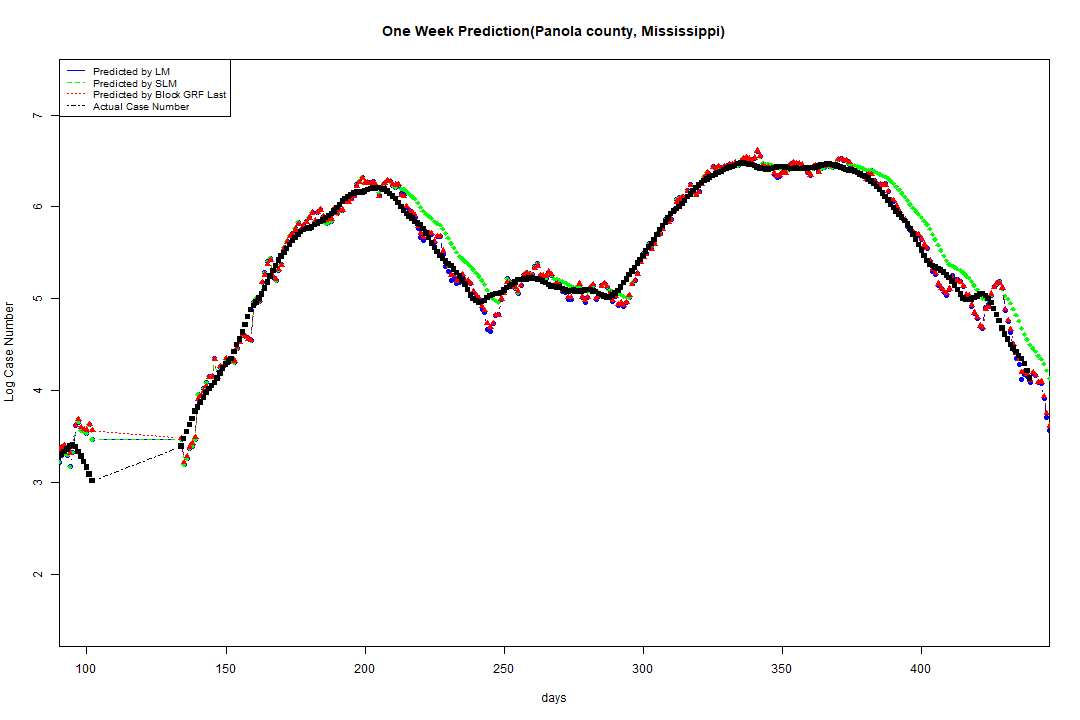 One Week Prediction(Panola county, Mississippi)
Predicted by LM
Predicted by SLM
Predicted by Block GRF Last
Actual Case Number
7
6
5
4
3
2
Log Case Number
100 150 200 250 300 350 400
days